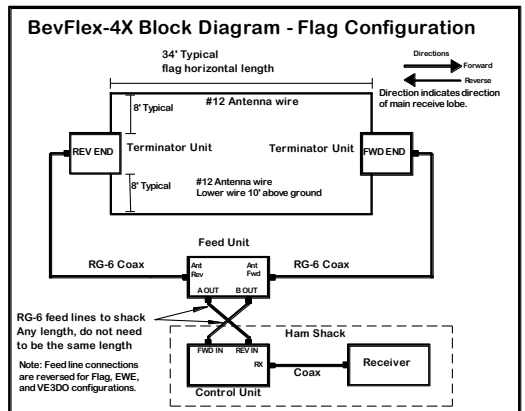 BevFlex-4X Block Diagram - Flag Configuration
34' Typical
flag horizontal length
Directions
Forward
Reverse
Direction indicates direction
of main receive lobe.
#12 Antenna wire
8' Typical
REV END
Terminator Unit
Terminator Unit
FWD END
8' Typical
#12 Antenna wire
Lower wire 10' above ground
Feed Unit
RG-6 Coax
Ant
Rev
Ant
Fwd
RG-6 Coax
A OUT
B OUT
RG-6 feed lines to shack
Any length, do not need
to be the same length
Ham Shack
FWD IN
REV IN
RX
Receiver
Coax
Control Unit
Note: Feed line connections
are reversed for Flag, EWE,
and VE3DO configurations.